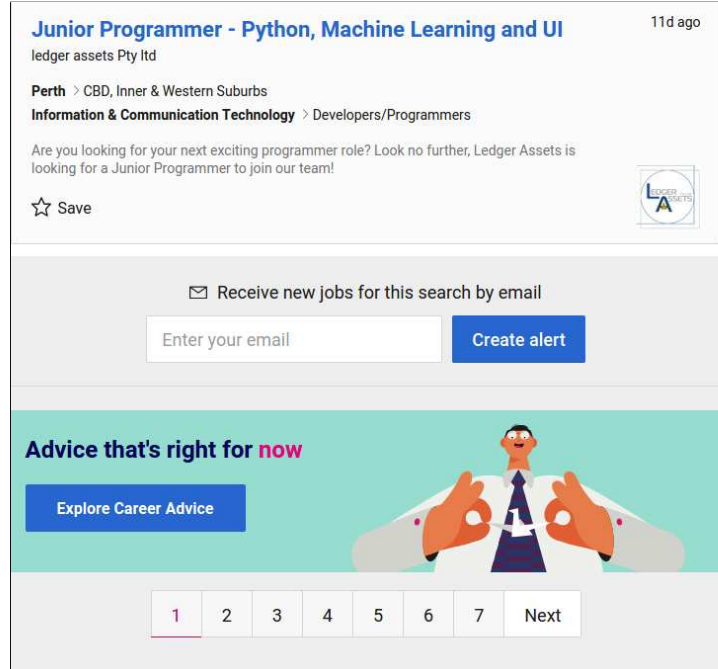 Junior Programmer - Python, Machine Learning and UI
11d ago
ledger assets Pty ltd
Perth > CBD, Inner & Western Suburbs
Information & Communication Technology > Developers/Programmers
Are you looking for your next exciting programmer role? Look no further, Ledger Assets is
looking for a Junior Programmer to join our team!
Save
LEDGER
ASSETS
Receive new jobs for this search by email
Enter your email
Create alert
Advice that's right for now
Explore Career Advice
1 2 3 4 5 6 7 Next